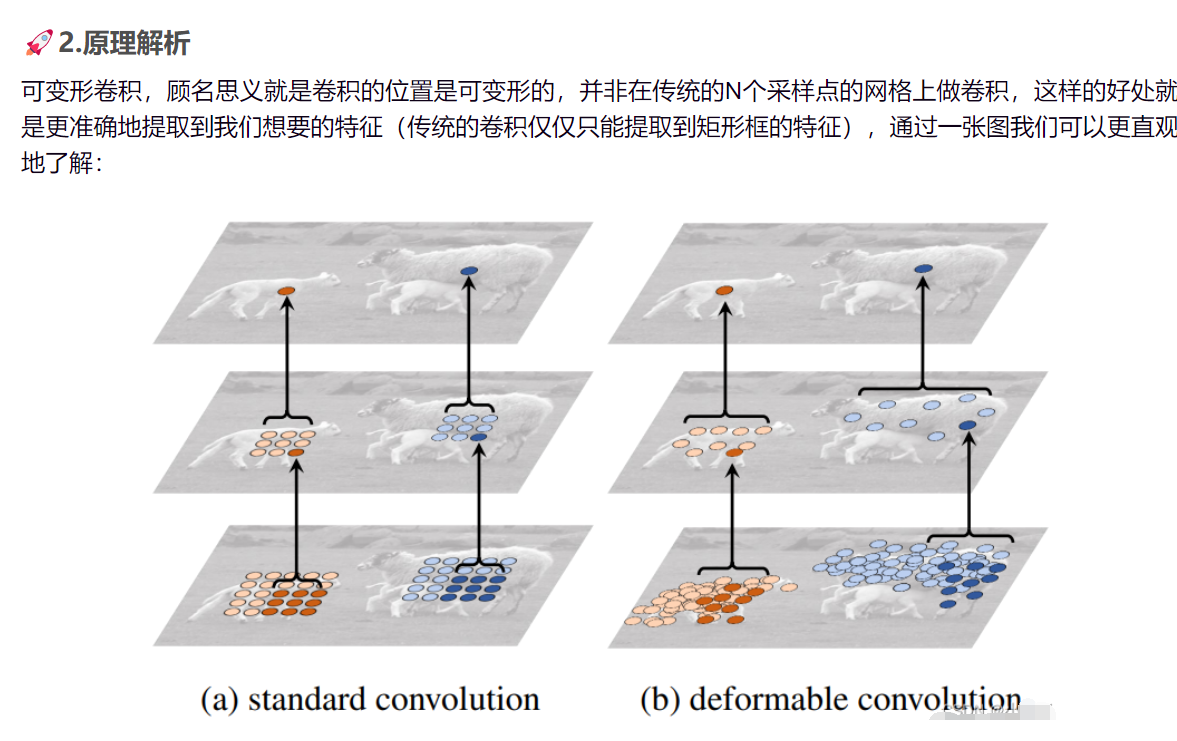 🚀 2.原理解析
可变形卷积，顾名思义就是卷积的位置是可变形的，并非在传统的N个采样点的网格上做卷积，这样的好处就
是更准确地提取到我们想要的特征（传统的卷积仅仅只能提取到矩形框的特征），通过一张图我们可以更直观
地了解：
(a) standard convolution
(b) deformable convolution